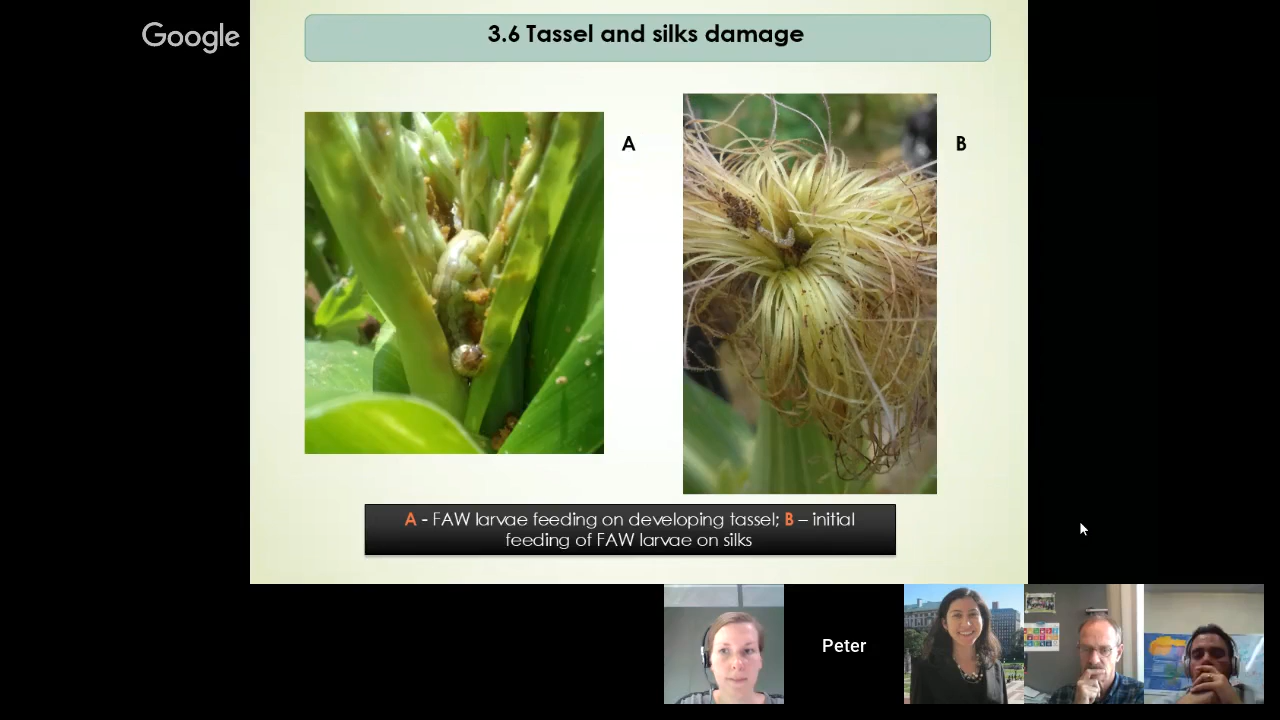 Google
3.6 Tassel and silks damage
A
B
A - FAW larvae feeding on developing tassel; B – initial
feeding of FAW larvae on silks
Peter